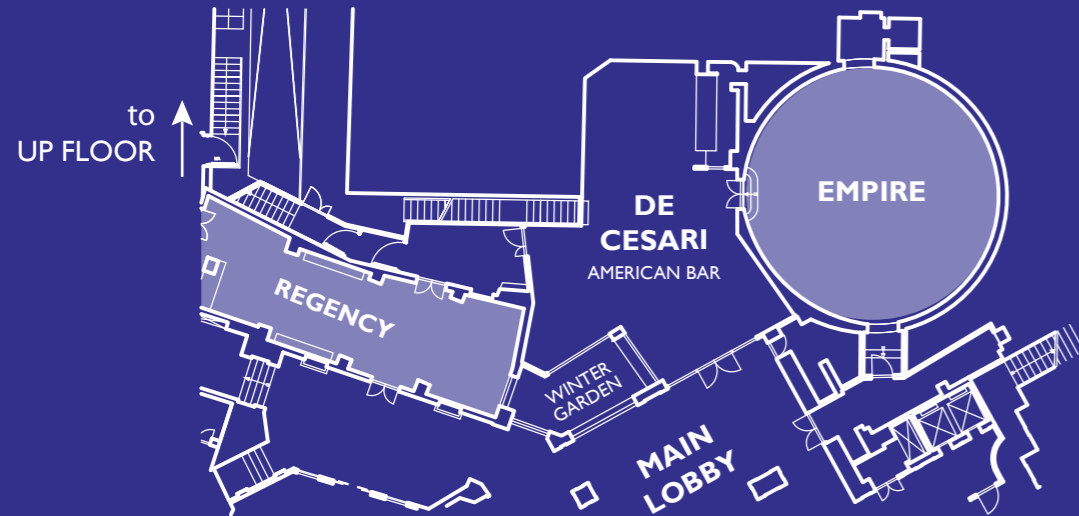 to
UP FLOOR
DE
CESARI
AMERICAN BAR
EMPIRE
REGENCY
WINTER
GARDEN
MAIN
LOBBY